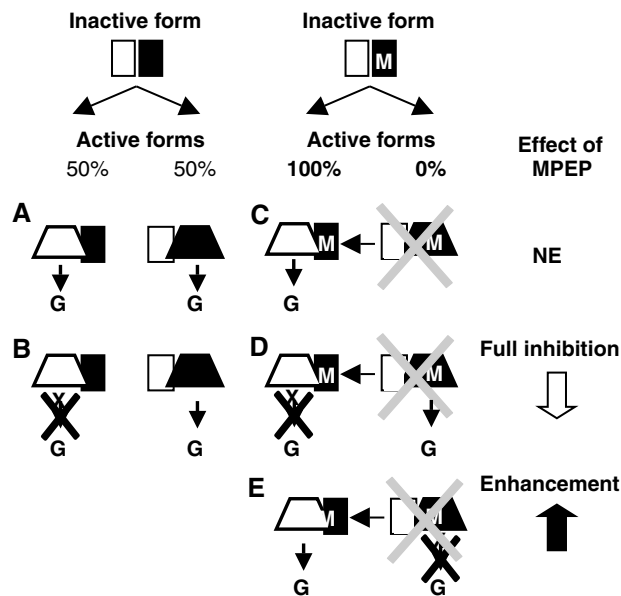 Inactive form
Inactive form
M
Active forms
Active forms
Effect of
MPEP
50%
50%
100%
0%
A
C
M
M
NE
G
G
G
B
D
Full inhibition
M
M
X
X
G
G
G
G
E
Enhancement
M
M
G
G